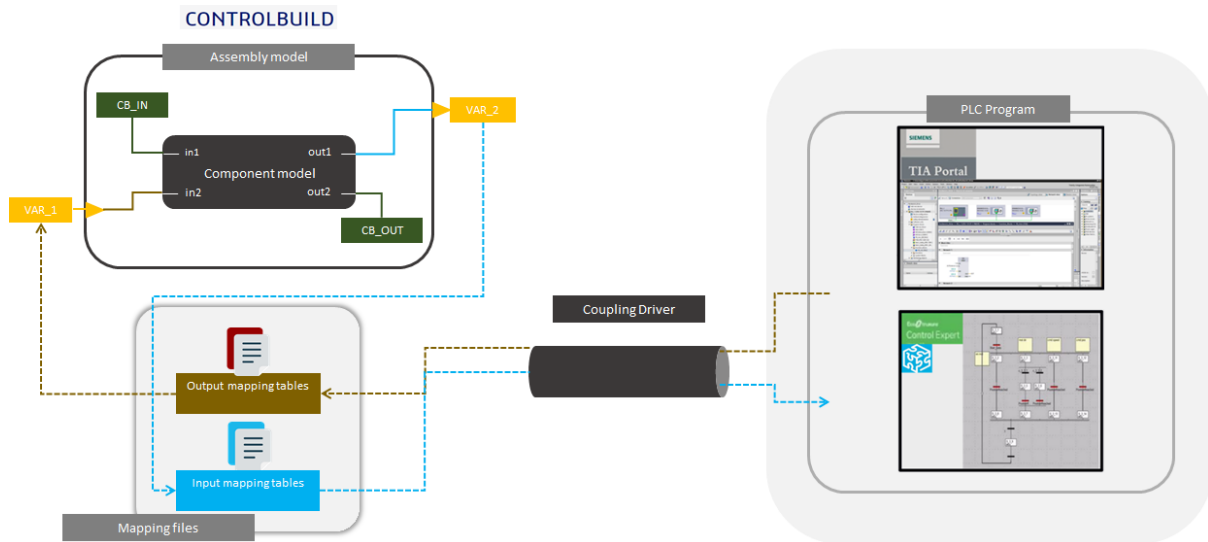 CONTROLBUILD
Assembly model
CB_IN
VAR_2
in1
out1
Component model
in2
out2
VAR_1
CB_OUT
PLC Program
SIEMENS
TIA Portal
Coupling Driver
Control Expert
Output mapping tables
Input mapping tables
Mapping files